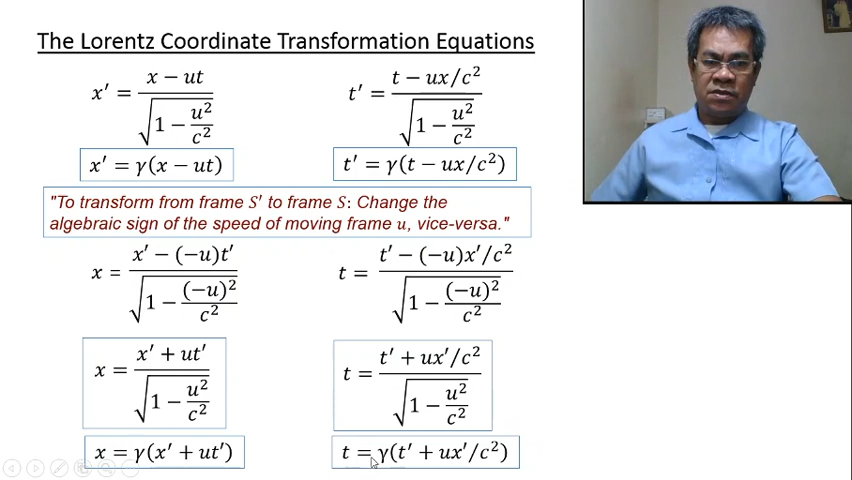 The Lorentz Coordinate Transformation Equations
x′ = (x − ut) / √(1 − u²/c²)
t′ = (t − ux/c²) / √(1 − u²/c²)
x′ = γ(x − ut)
t′ = γ(t − ux/c²)
"To transform from frame S′ to frame S: Change the
algebraic sign of the speed of moving frame u, vice-versa."
x = (x′ − (−u)t′) / √(1 − (−u)²/c²)
t = (t′ − (−u)x′/c²) / √(1 − (−u)²/c²)
x = (x′ + ut′) / √(1 − u²/c²)
t = (t′ + ux′/c²) / √(1 − u²/c²)
x = γ(x′ + ut′)
t = γ(t′ + ux′/c²)